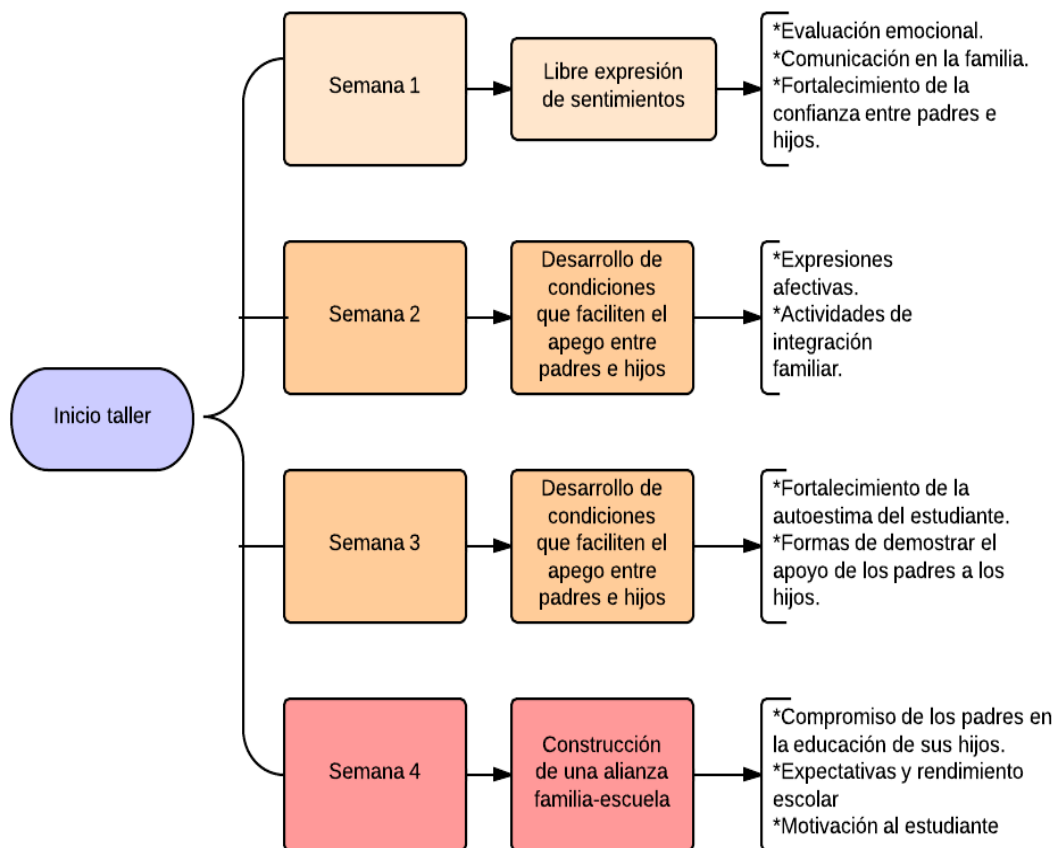 Inicio taller
Semana 1
Libre expresión
de sentimientos
*Evaluación emocional.
*Comunicación en la familia.
*Fortalecimiento de la
confianza entre padres e
hijos.
Semana 2
Desarrollo de
condiciones
que faciliten el
apego entre
padres e hijos
*Expresiones
afectivas.
*Actividades de
integración
familiar.
Semana 3
Desarrollo de
condiciones
que faciliten el
apego entre
padres e hijos
*Fortalecimiento de la
autoestima del estudiante.
*Formas de demostrar el
apoyo de los padres a los
hijos.
Semana 4
Construcción
de una alianza
familia-escuela
*Compromiso de los padres en
la educación de sus hijos.
*Expectativas y rendimiento
escolar
*Motivación al estudiante